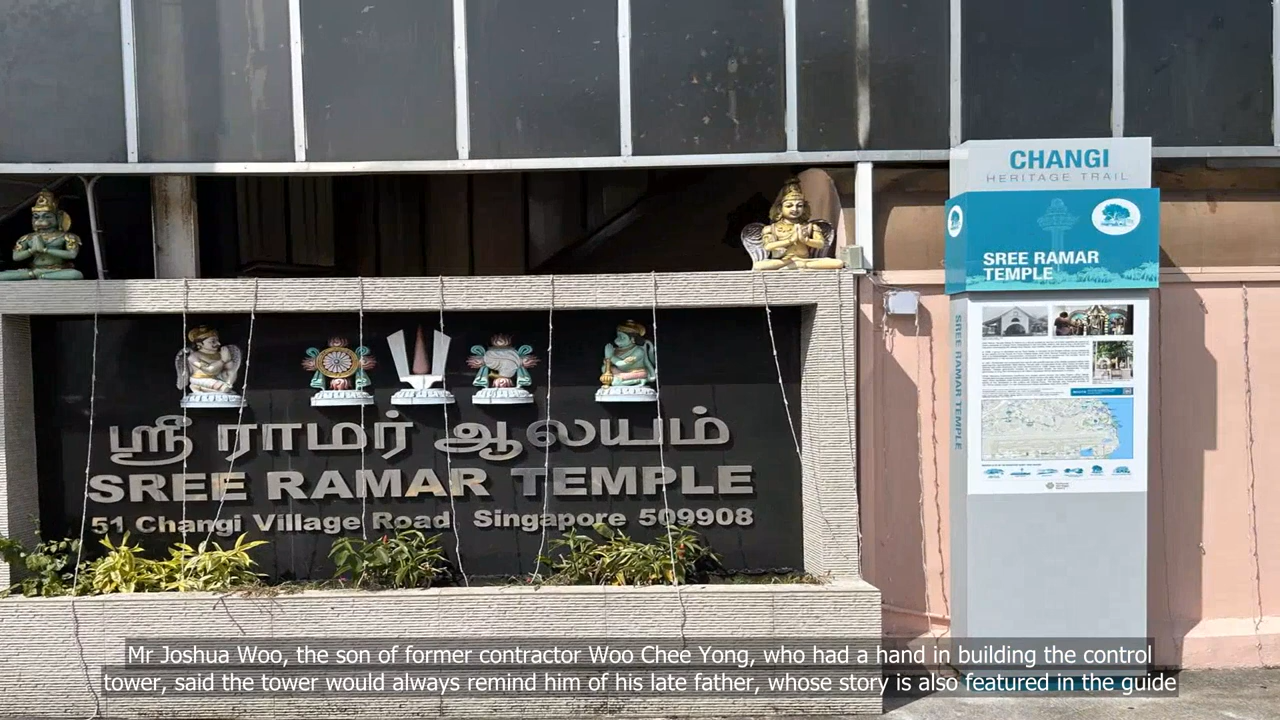 CHANGI
HERITAGE TRAIL
SREE RAMAR
TEMPLE
SREE RAMAR TEMPLE
ஸ்ரீ ராமர் ஆலயம்
SREE RAMAR TEMPLE
51 Changi Village Road Singapore 509908
Mr Joshua Woo, the son of former contractor Woo Chee Yong, who had a hand in building the control
tower, said the tower would always remind him of his late father, whose story is also featured in the guide